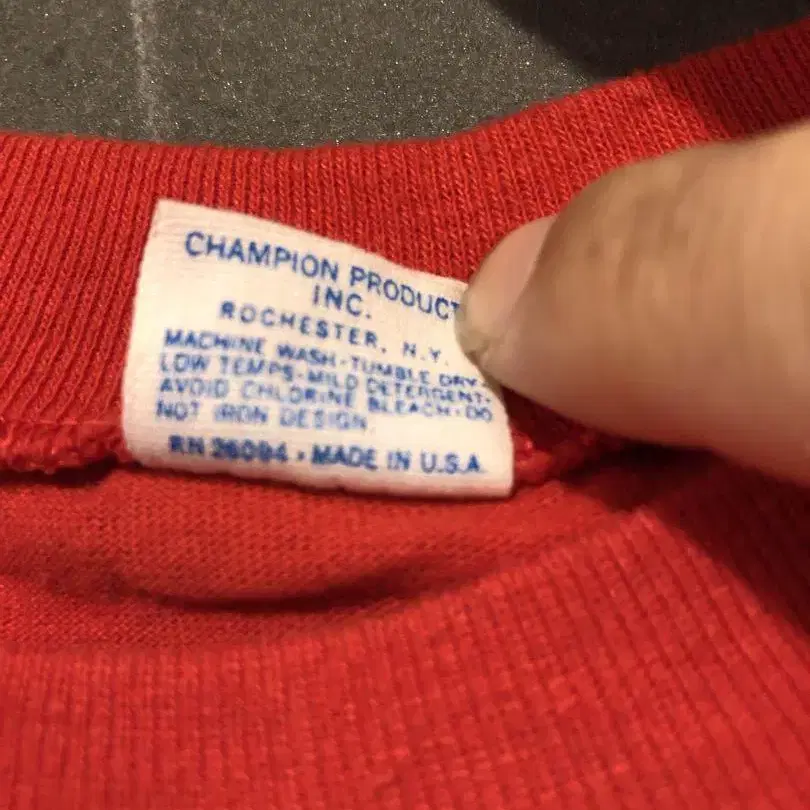 CHAMPION PRODUCT
INC.
ROCHESTER, N.Y.
MACHINE WASH-TUMBLE DRY-
LOW TEMPS-MILD DETERGENT-
AVOID CHLORINE BLEACH-DO
NOT IRON DESIGN
RN 26094 • MADE IN U.S.A.